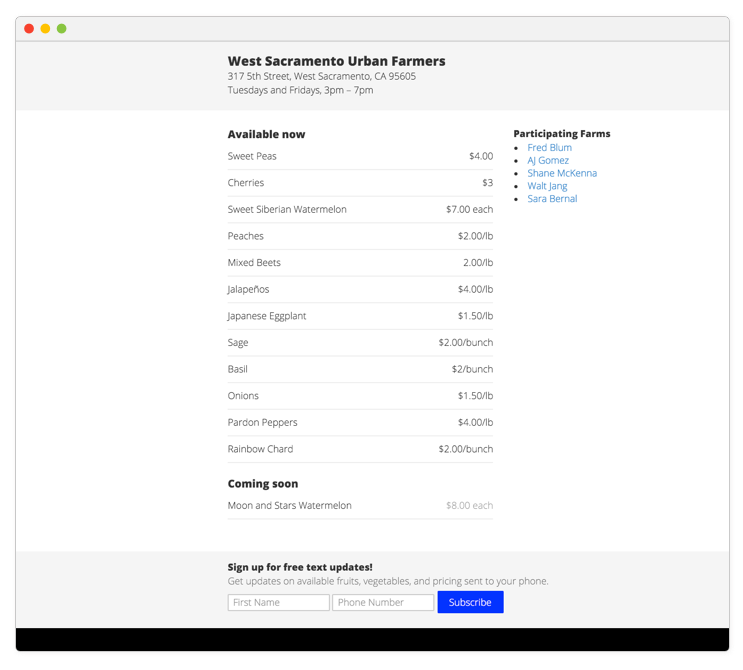 West Sacramento Urban Farmers
317 5th Street, West Sacramento, CA 95605
Tuesdays and Fridays, 3pm – 7pm
Available now
Sweet Peas $4.00
Cherries $3
Sweet Siberian Watermelon $7.00 each
Peaches $2.00/lb
Mixed Beets 2.00/lb
Jalapeños $4.00/lb
Japanese Eggplant $1.50/lb
Sage $2.00/bunch
Basil $2/bunch
Onions $1.50/lb
Pardon Peppers $4.00/lb
Rainbow Chard $2.00/bunch
Coming soon
Moon and Stars Watermelon $8.00 each
Participating Farms
Fred Blum
AJ Gomez
Shane McKenna
Walt Jang
Sara Bernal
Sign up for free text updates!
Get updates on available fruits, vegetables, and pricing sent to your phone.
First Name Phone Number Subscribe